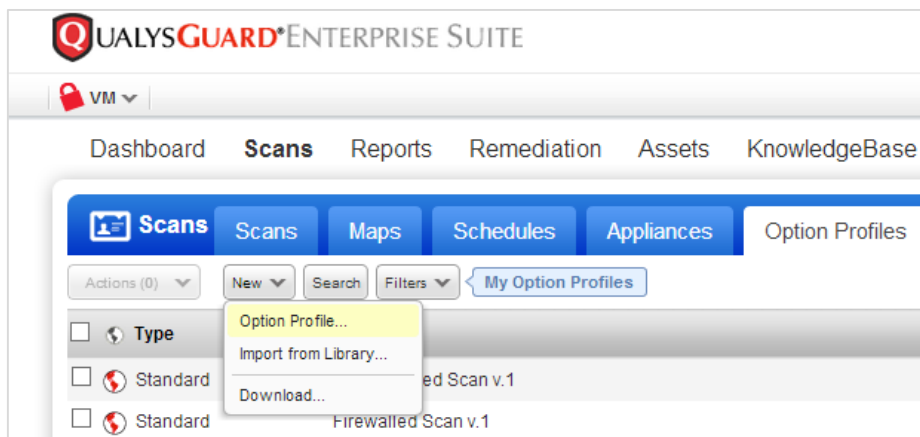 QUALYSGUARD® ENTERPRISE SUITE
VM
Dashboard Scans Reports Remediation Assets KnowledgeBase
Scans Scans Maps Schedules Appliances Option Profiles
Actions (0) New Search Filters My Option Profiles
Option Profile...
Type
Import from Library...
Standard ed Scan v.1
Download...
Standard Firewalled Scan v.1